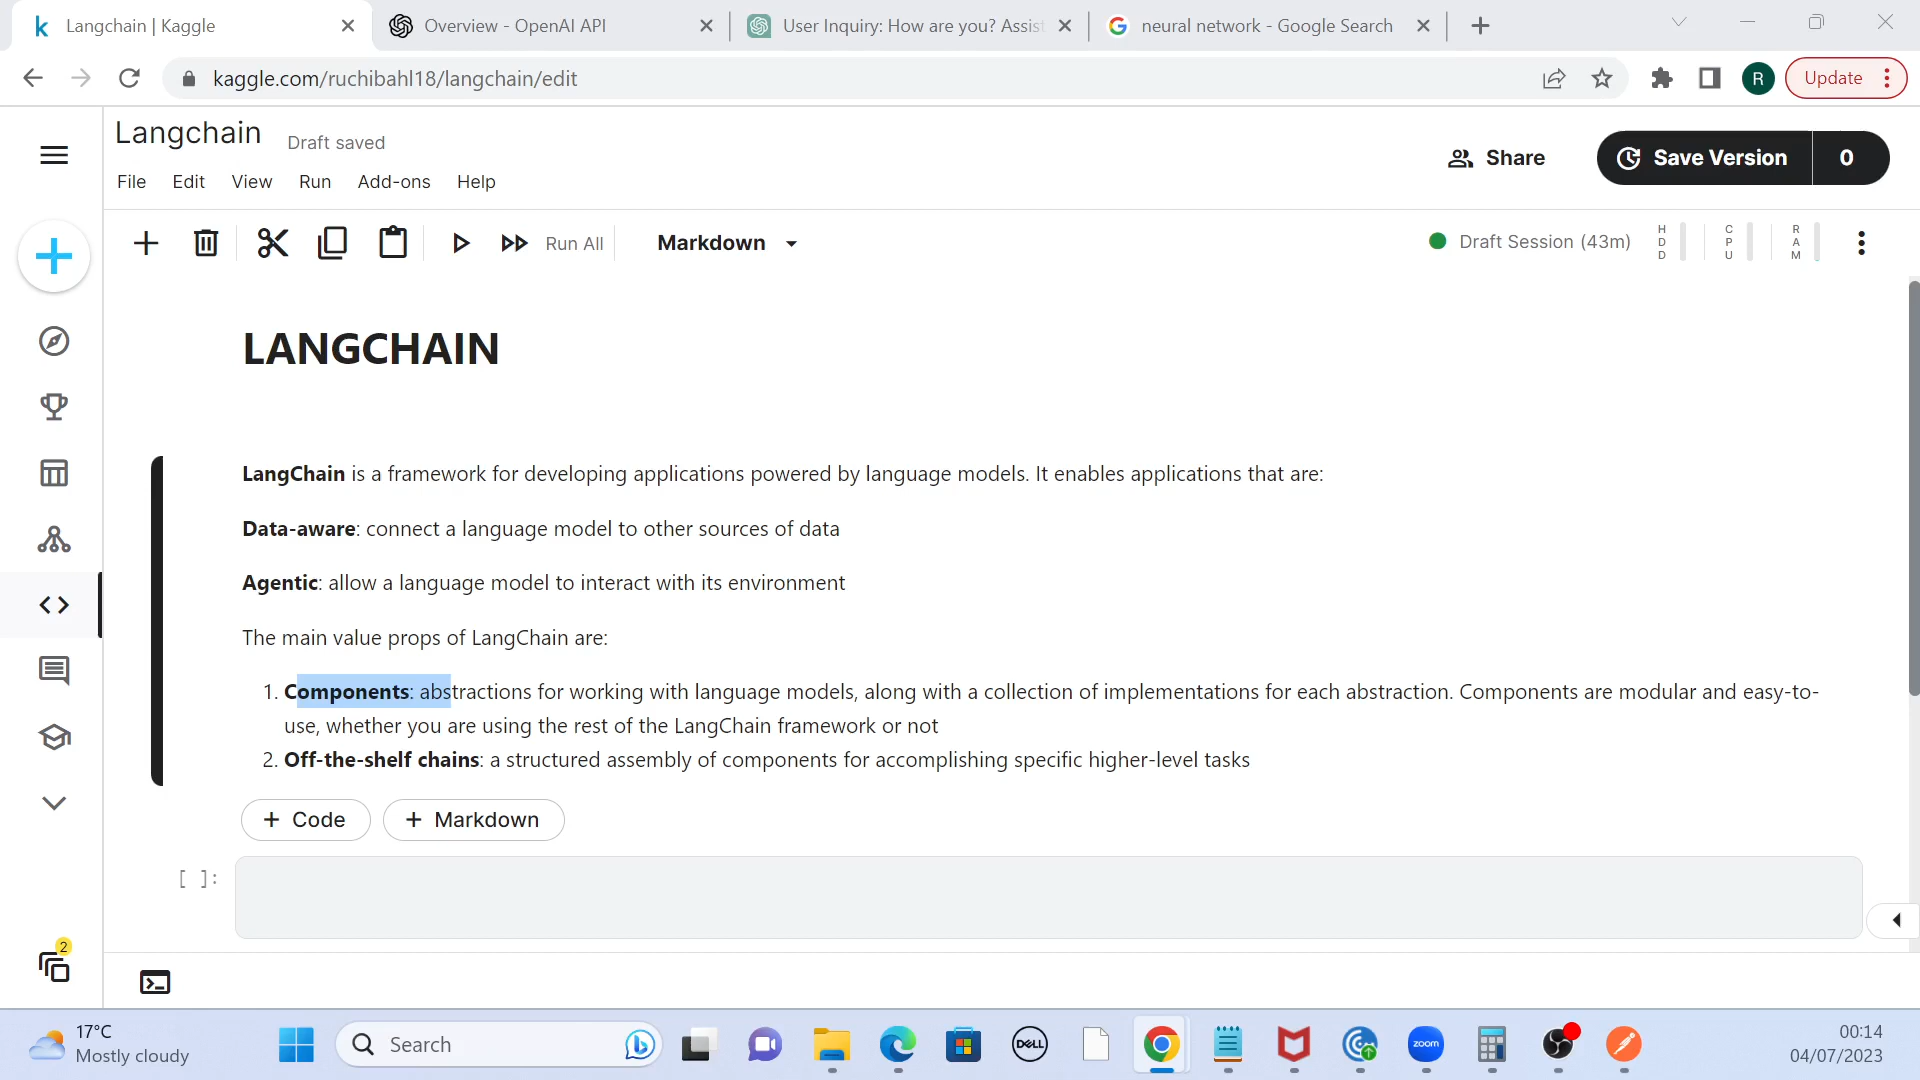 Langchain | Kaggle
Overview - OpenAI API
User Inquiry: How are you? Assist
neural network - Google Search
kaggle.com/ruchibahl18/langchain/edit
R
Update
Langchain
Draft saved
File Edit View Run Add-ons Help
Share
Save Version
0
Run All
Markdown
Draft Session (43m)
HDD
CPU
RAM
LANGCHAIN
LangChain is a framework for developing applications powered by language models. It enables applications that are:
Data-aware: connect a language model to other sources of data
Agentic: allow a language model to interact with its environment
The main value props of LangChain are:
1. Components: abstractions for working with language models, along with a collection of implementations for each abstraction. Components are modular and easy-to-
use, whether you are using the rest of the LangChain framework or not
2. Off-the-shelf chains: a structured assembly of components for accomplishing specific higher-level tasks
+ Code
+ Markdown
[ ]:
2
17°C
Mostly cloudy
Search
DELL
zoom
00:14
04/07/2023